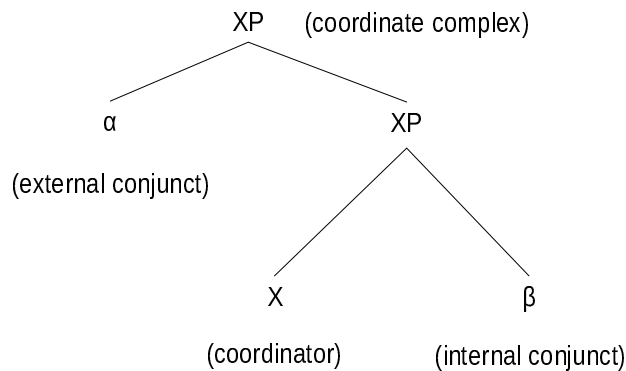 XP (coordinate complex)
α XP
(external conjunct)
X β
(coordinator) (internal conjunct)